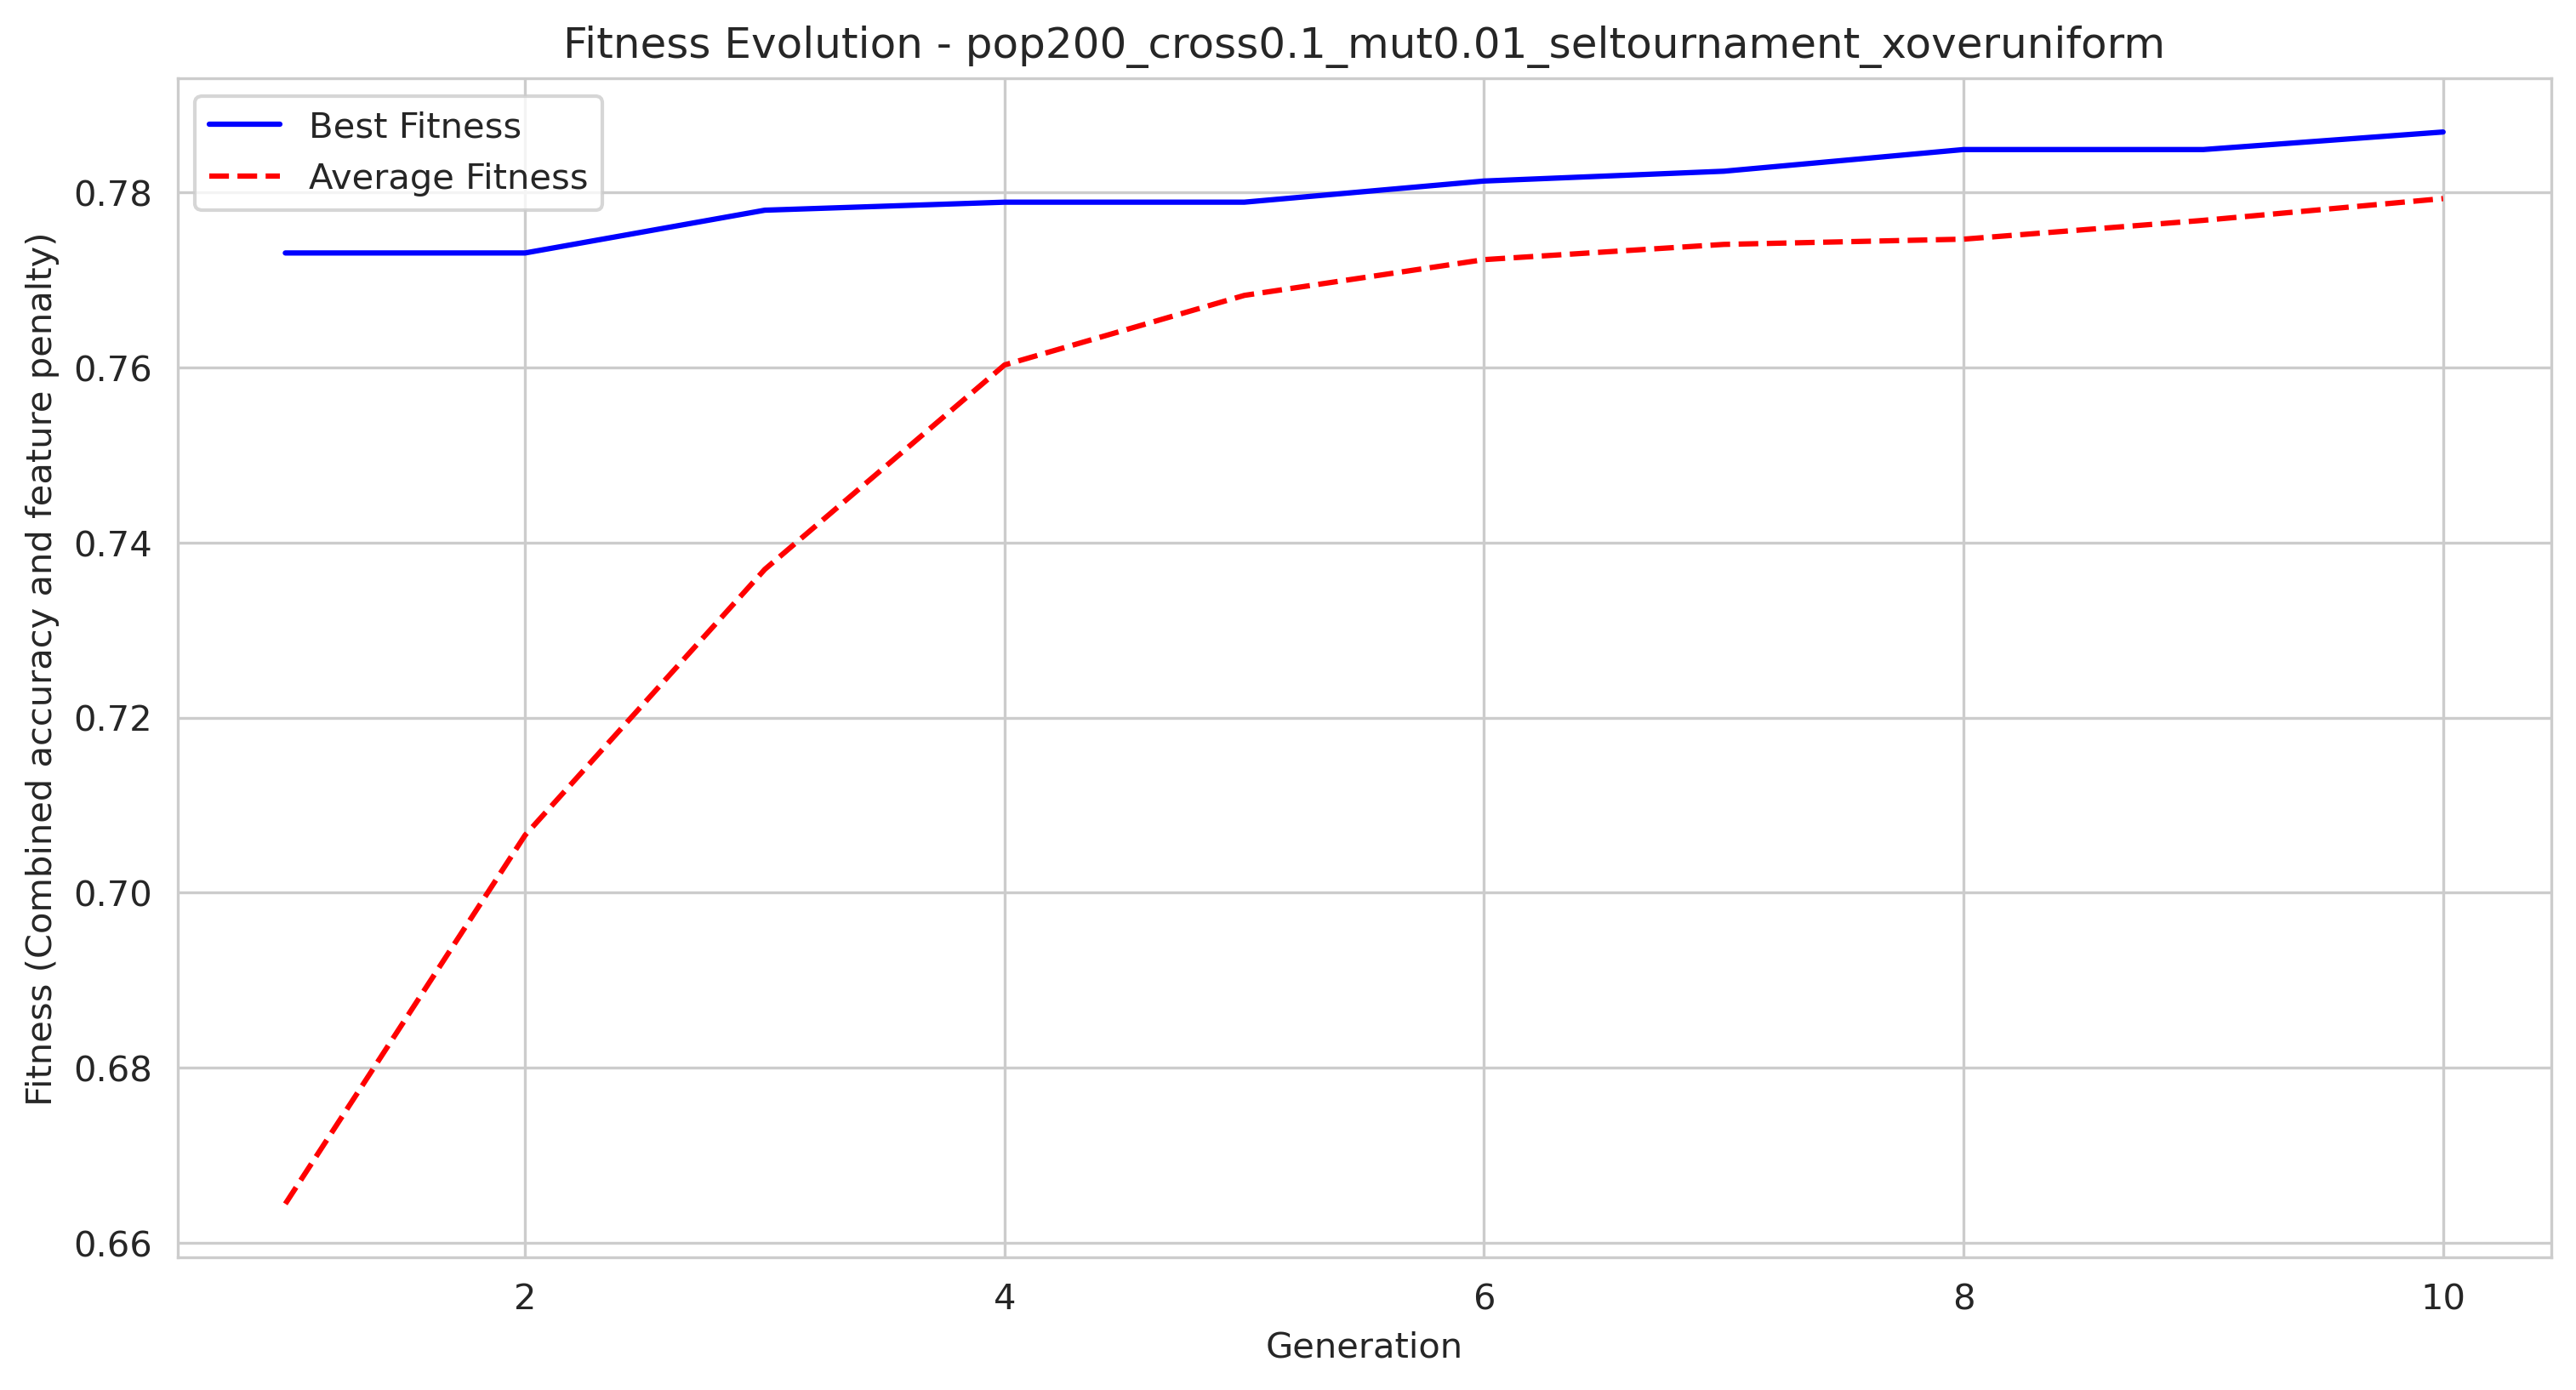 Fitness Evolution - pop200_cross0.1_mut0.01_seltournament_xoveruniform
Best Fitness
Average Fitness
Fitness (Combined accuracy and feature penalty)
0.78
0.76
0.74
0.72
0.70
0.68
0.66
2
4
6
8
10
Generation